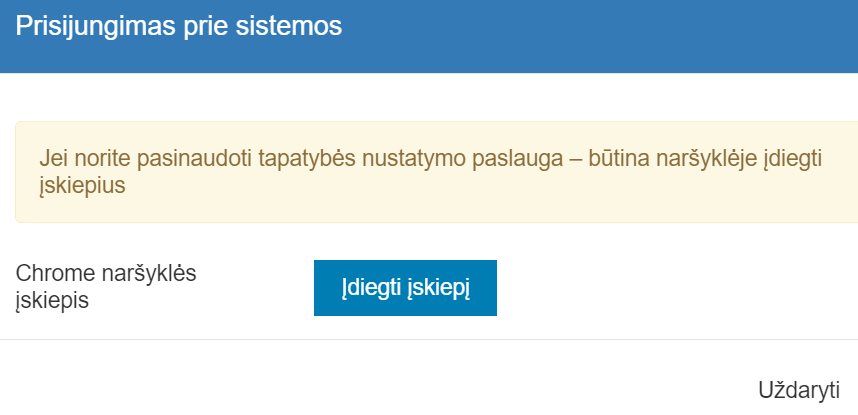 Prisijungimas prie sistemos
Jei norite pasinaudoti tapatybės nustatymo paslauga – būtina naršyklėje įdiegti
įskiepius
Chrome naršyklės
įskiepis
Įdiegti įskiepį
Uždaryti